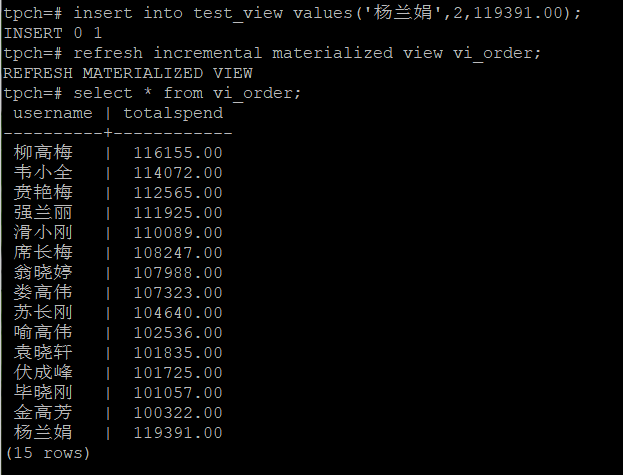 tpch=# insert into test_view values('杨兰娟',2,119391.00);
INSERT 0 1
tpch=# refresh incremental materialized view vi_order;
REFRESH MATERIALIZED VIEW
tpch=# select * from vi_order;
 username | totalspend
----------+------------
 柳高梅   |  116155.00
 韦小全   |  114072.00
 贲艳梅   |  112565.00
 强兰丽   |  111925.00
 滑小刚   |  110089.00
 席长梅   |  108247.00
 翁晓婷   |  107988.00
 娄高伟   |  107323.00
 苏长刚   |  104640.00
 喻高伟   |  102536.00
 袁晓轩   |  101835.00
 伏成峰   |  101725.00
 毕晓刚   |  101057.00
 金高芳   |  100322.00
 杨兰娟   |  119391.00
(15 rows)